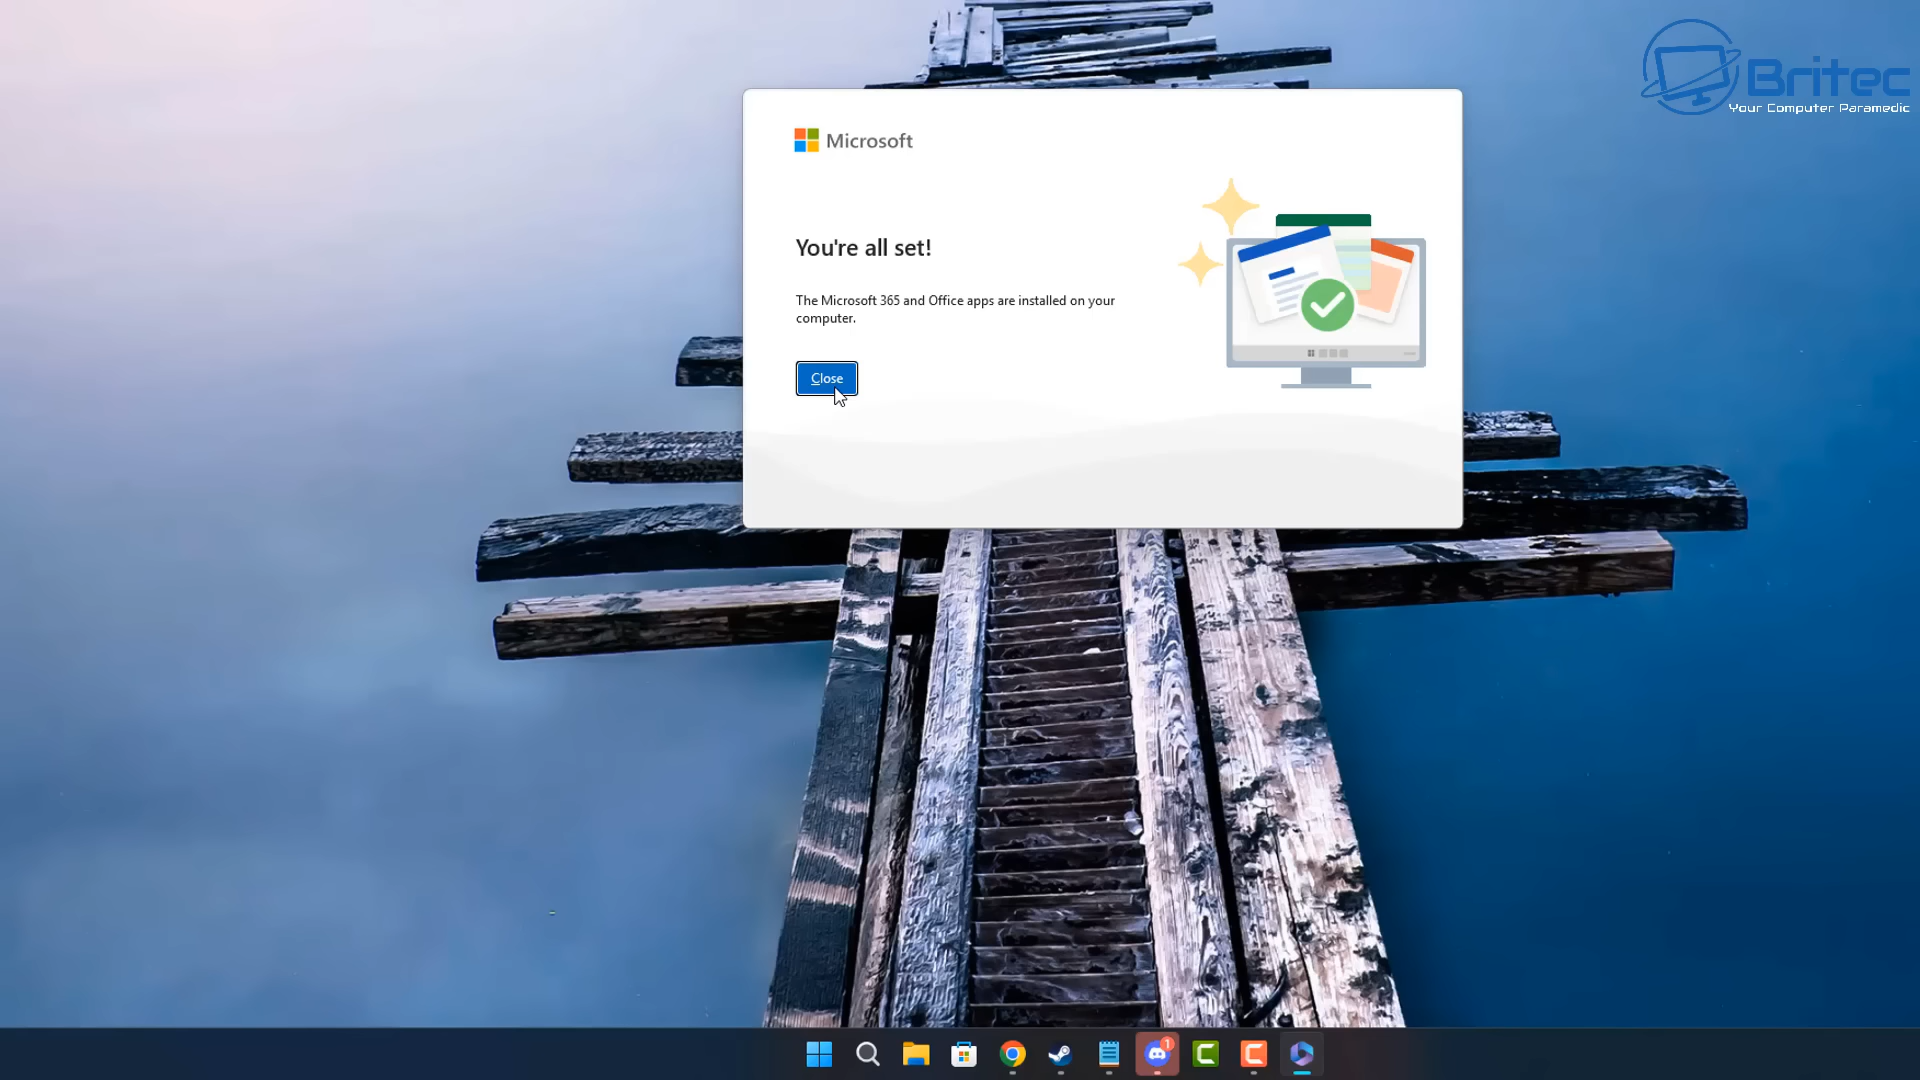 Britec
Your Computer Paramedic
Microsoft
You're all set!
The Microsoft 365 and Office apps are installed on your
computer.
Close
1